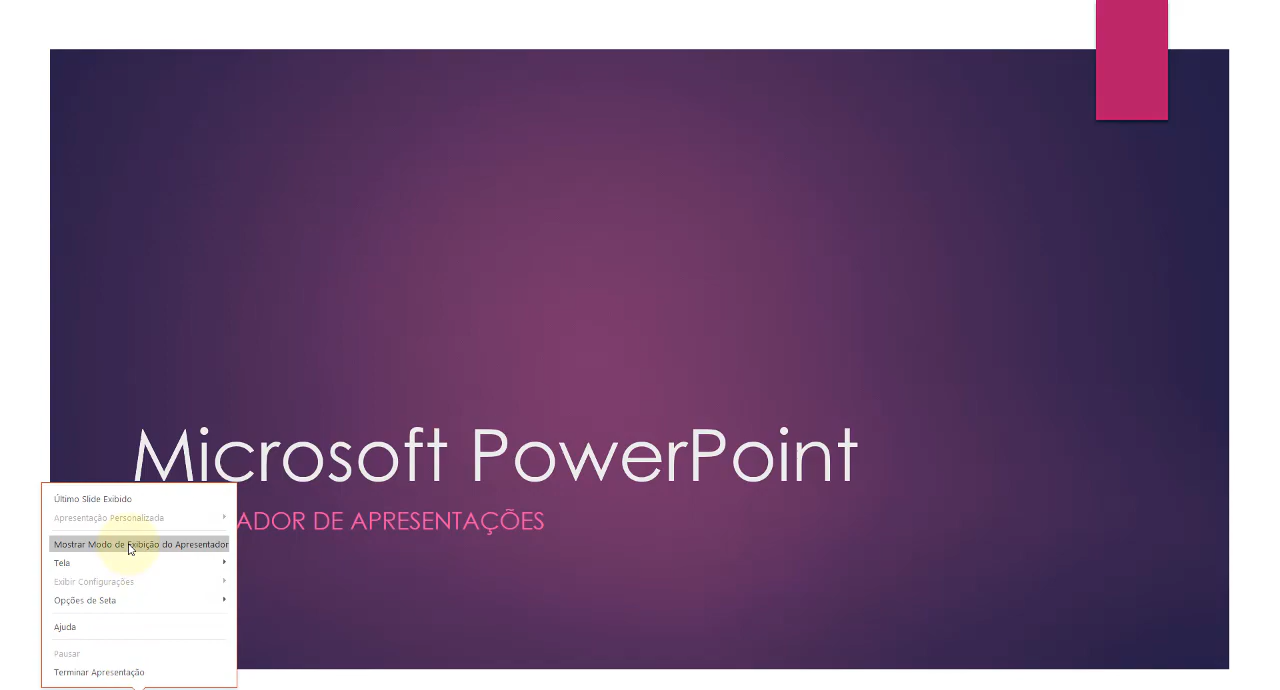 Microsoft PowerPoint
ADOR DE APRESENTAÇÕES
Último Slide Exibido
Apresentação Personalizada
Mostrar Modo de Exibição do Apresentador
Tela
Exibir Configurações
Opções de Seta
Ajuda
Pausar
Terminar Apresentação